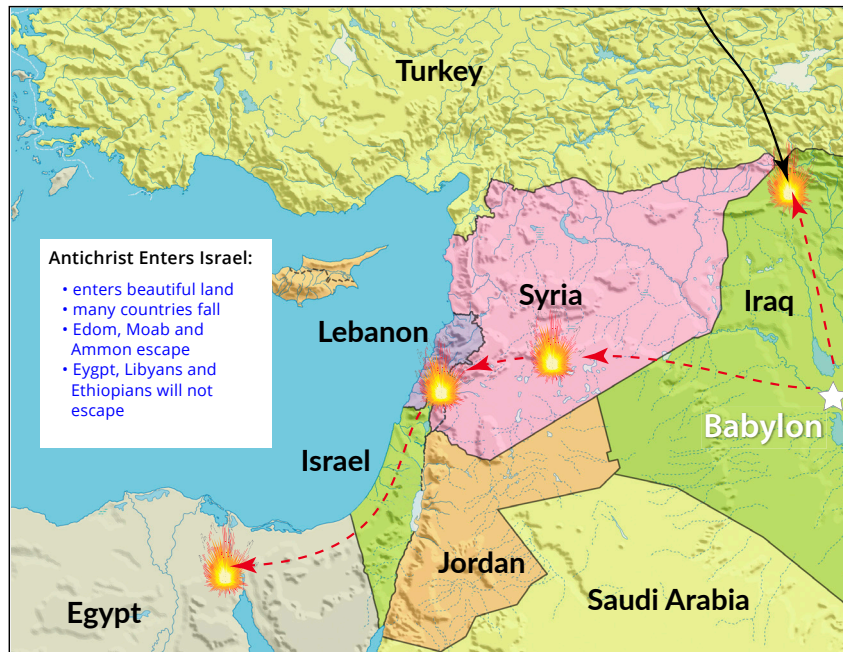 Turkey
Antichrist Enters Israel:
• enters beautiful land
• many countries fall
• Edom, Moab and
Ammon escape
• Eygpt, Libyans and
Ethiopians will not
escape
Syria
Iraq
Lebanon
Babylon
Israel
Jordan
Saudi Arabia
Egypt